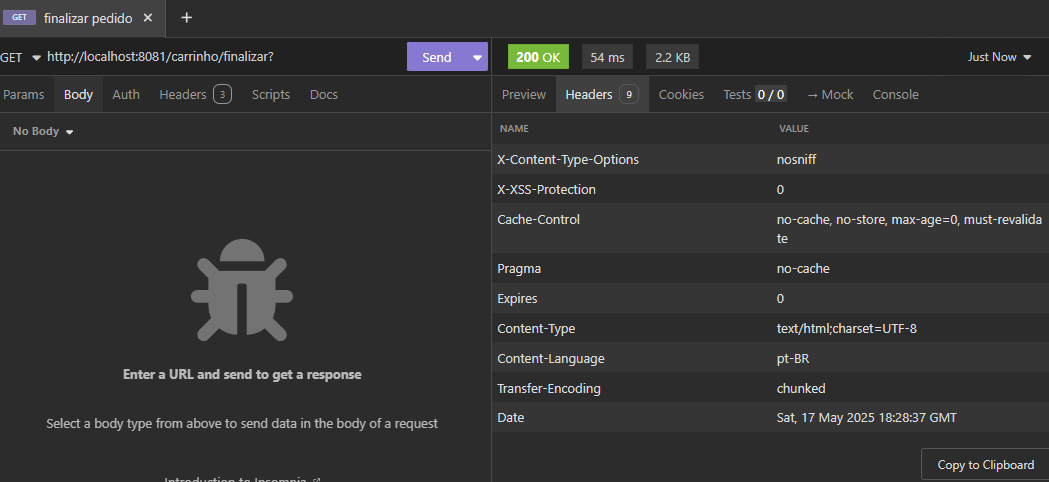 GET finalizar pedido × +
GET http://localhost:8081/carrinho/finalizar? Send
200 OK 54 ms 2.2 KB Just Now
Params Body Auth Headers 3 Scripts Docs
Preview Headers 9 Cookies Tests 0 / 0 → Mock Console
No Body
Enter a URL and send to get a response
Select a body type from above to send data in the body of a request
Introduction to Insomnia
NAME VALUE
X-Content-Type-Options nosniff
X-XSS-Protection 0
Cache-Control no-cache, no-store, max-age=0, must-revalida
te
Pragma no-cache
Expires 0
Content-Type text/html;charset=UTF-8
Content-Language pt-BR
Transfer-Encoding chunked
Date Sat, 17 May 2025 18:28:37 GMT
Copy to Clipboard